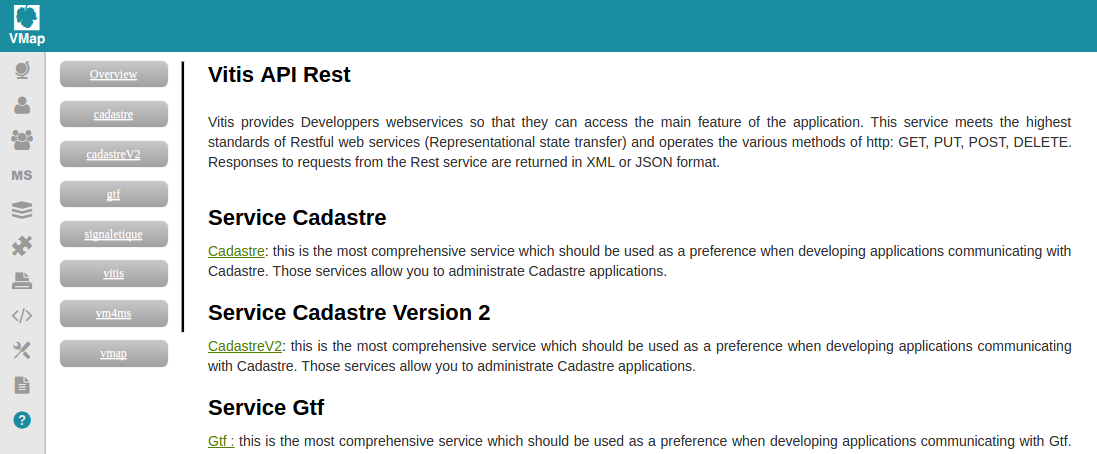 VMap
MS
Overview
cadastre
cadastreV2
gtf
signaletique
vitis
vm4ms
vmap
Vitis API Rest
Vitis provides Developpers webservices so that they can access the main feature of the application. This service meets the highest
standards of Restful web services (Representational state transfer) and operates the various methods of http: GET, PUT, POST, DELETE.
Responses to requests from the Rest service are returned in XML or JSON format.
Service Cadastre
Cadastre: this is the most comprehensive service which should be used as a preference when developing applications communicating with
Cadastre. Those services allow you to administrate Cadastre applications.
Service Cadastre Version 2
CadastreV2: this is the most comprehensive service which should be used as a preference when developing applications communicating
with Cadastre. Those services allow you to administrate Cadastre applications.
Service Gtf
Gtf : this is the most comprehensive service which should be used as a preference when developing applications communicating with Gtf.